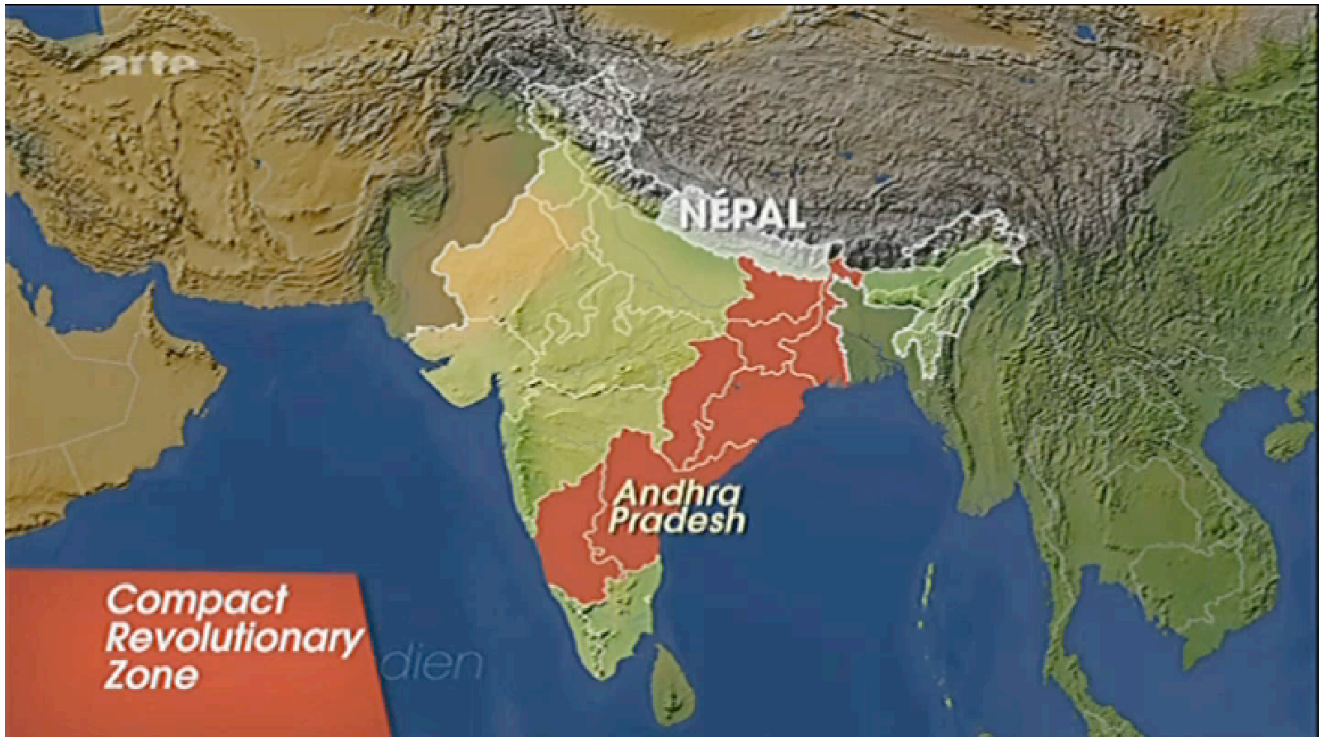 arte
NÉPAL
Andhra
Pradesh
Compact
Revolutionary
Zone
dien